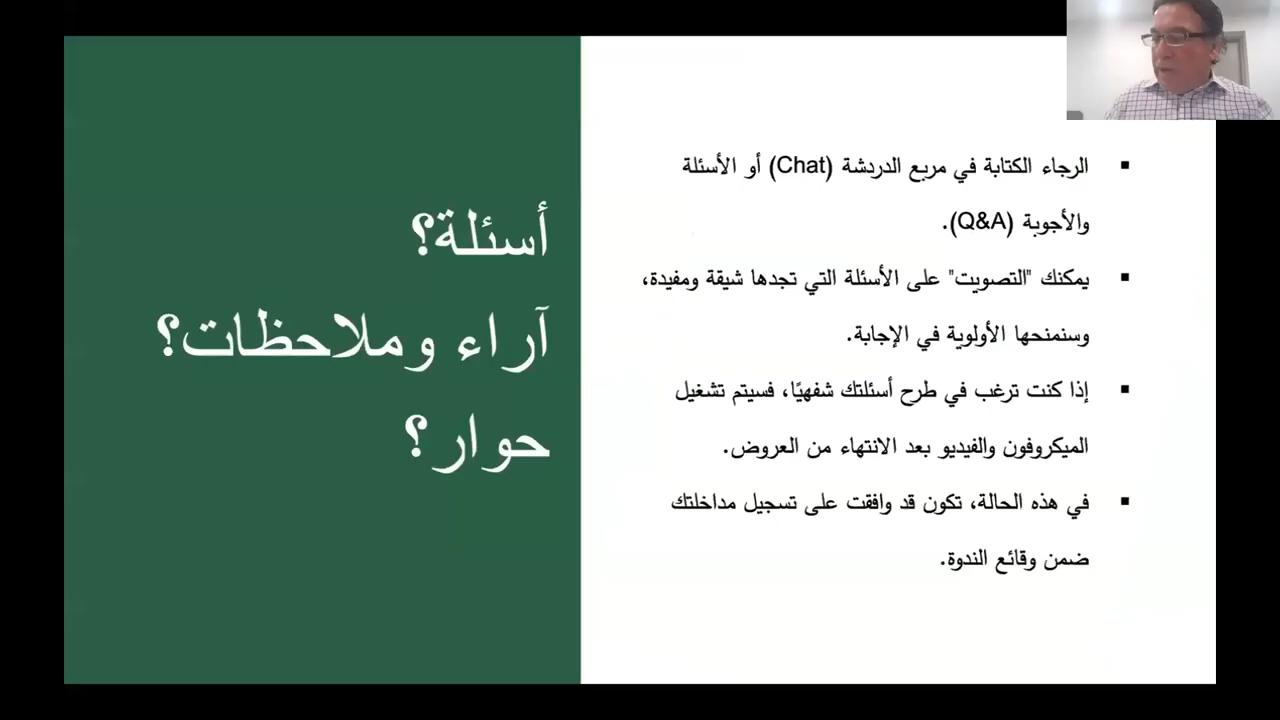 أسئلة؟
آراء وملاحظات؟
حوار؟
▪ الرجاء الكتابة في مربع الدردشة (Chat) أو الأسئلة
والأجوبة (Q&A).
▪ يمكنك "التصويت" على الأسئلة التي تجدها شيقة ومفيدة،
وسنمنحها الأولوية في الإجابة.
▪ إذا كنت ترغب في طرح أسئلتك شفهيًا، فسيتم تشغيل
الميكروفون والفيديو بعد الانتهاء من العروض.
▪ في هذه الحالة، تكون قد وافقت على تسجيل مداخلتك
ضمن وقائع الندوة.